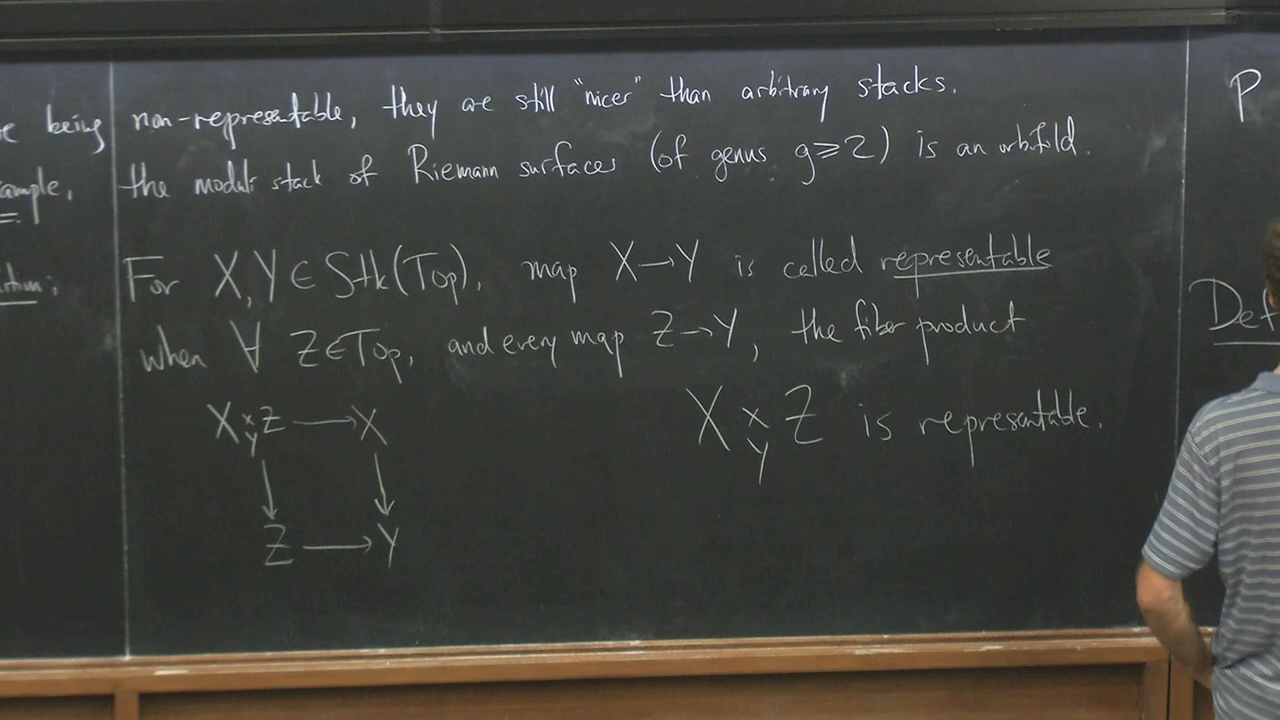 being non-representable, they are still "nicer" than arbitrary stacks.
the moduli stack of Riemann surfaces (of genus g⩾2) is an orbifold.
For X,Y ∈ Stk(Top), map X→Y is called representable
when ∀ Z∈Top, and every map Z→Y, the fiber product
X ×_Y Z ⟶ X
X ×_Y Z is representable.
↓ ↓
Z ⟶ Y
P
Def